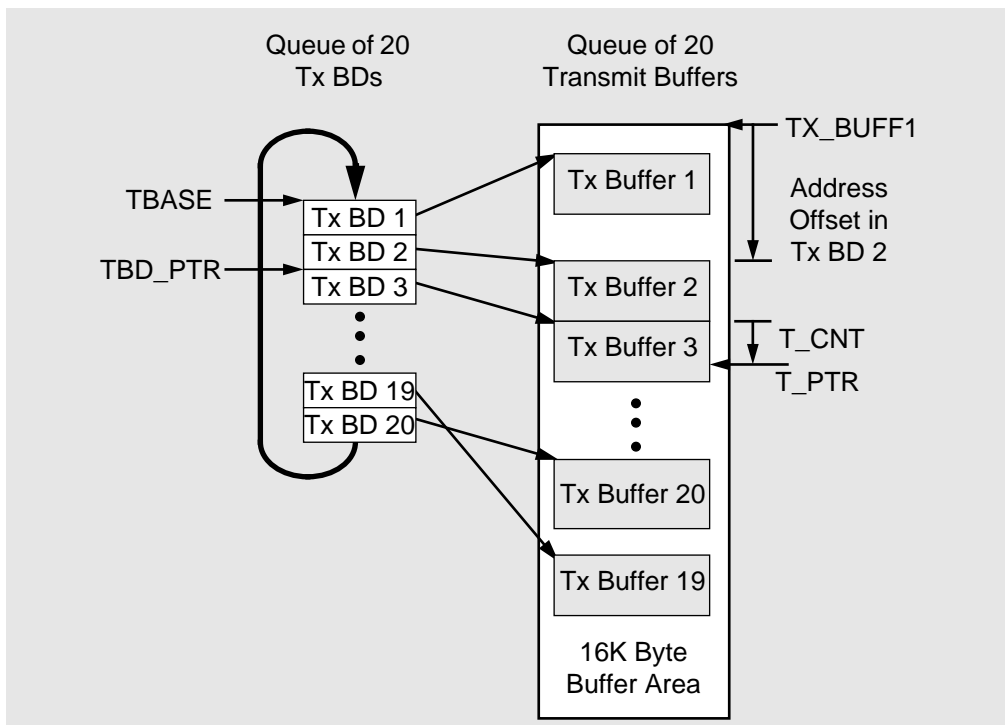 Queue of 20
Tx BDs
Queue of 20
Transmit Buffers
TX_BUFF1
TBASE
TBD_PTR
Tx BD 1
Tx BD 2
Tx BD 3
Tx BD 19
Tx BD 20
Tx Buffer 1
Tx Buffer 2
Tx Buffer 3
Tx Buffer 20
Tx Buffer 19
16K Byte
Buffer Area
Address
Offset in
Tx BD 2
T_CNT
T_PTR